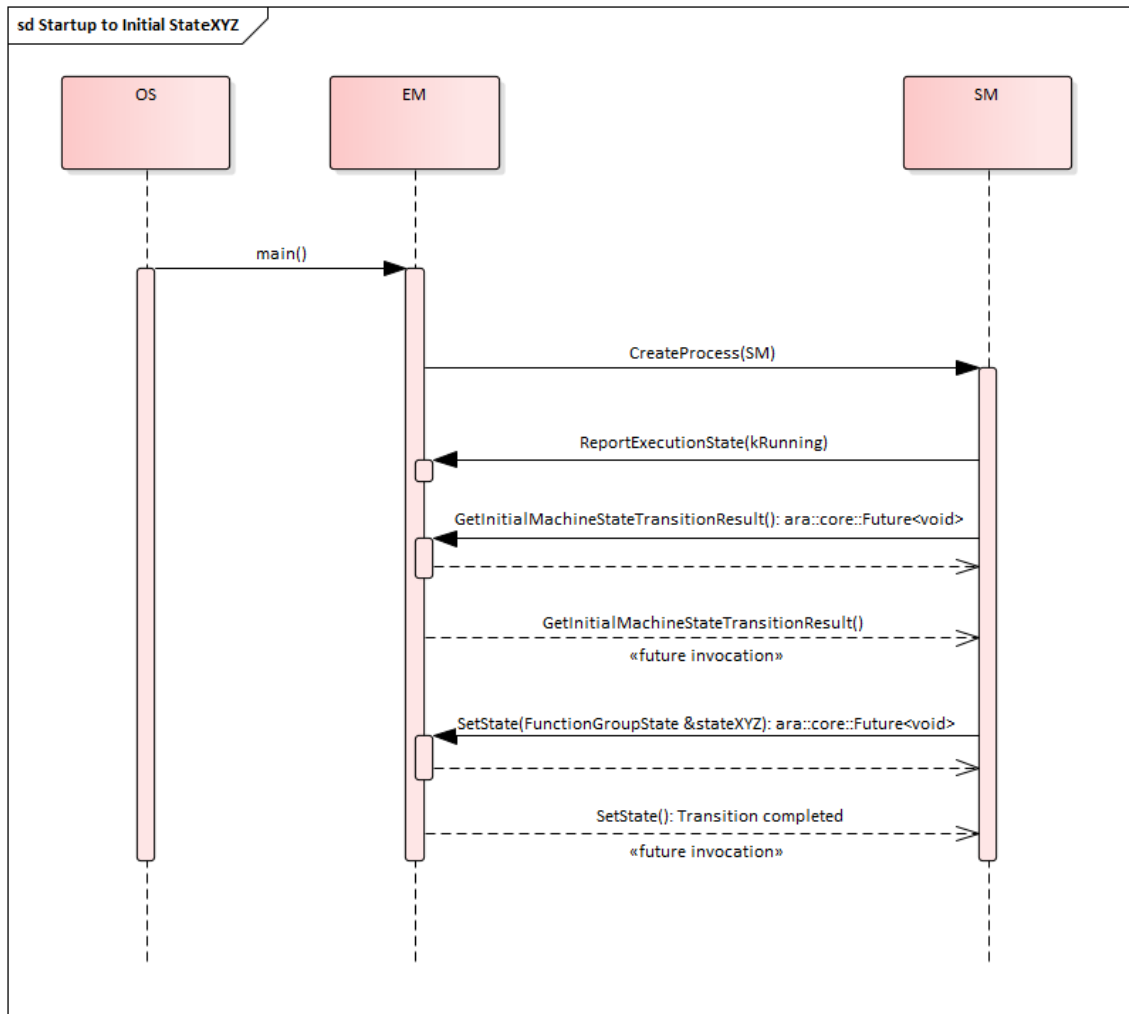 sd Startup to Initial StateXYZ
OS
EM
SM
main()
CreateProcess(SM)
ReportExecutionState(kRunning)
GetInitialMachineStateTransitionResult(): ara::core::Future<void>
GetInitialMachineStateTransitionResult()
«future invocation»
SetState(FunctionGroupState &stateXYZ): ara::core::Future<void>
SetState(): Transition completed
«future invocation»